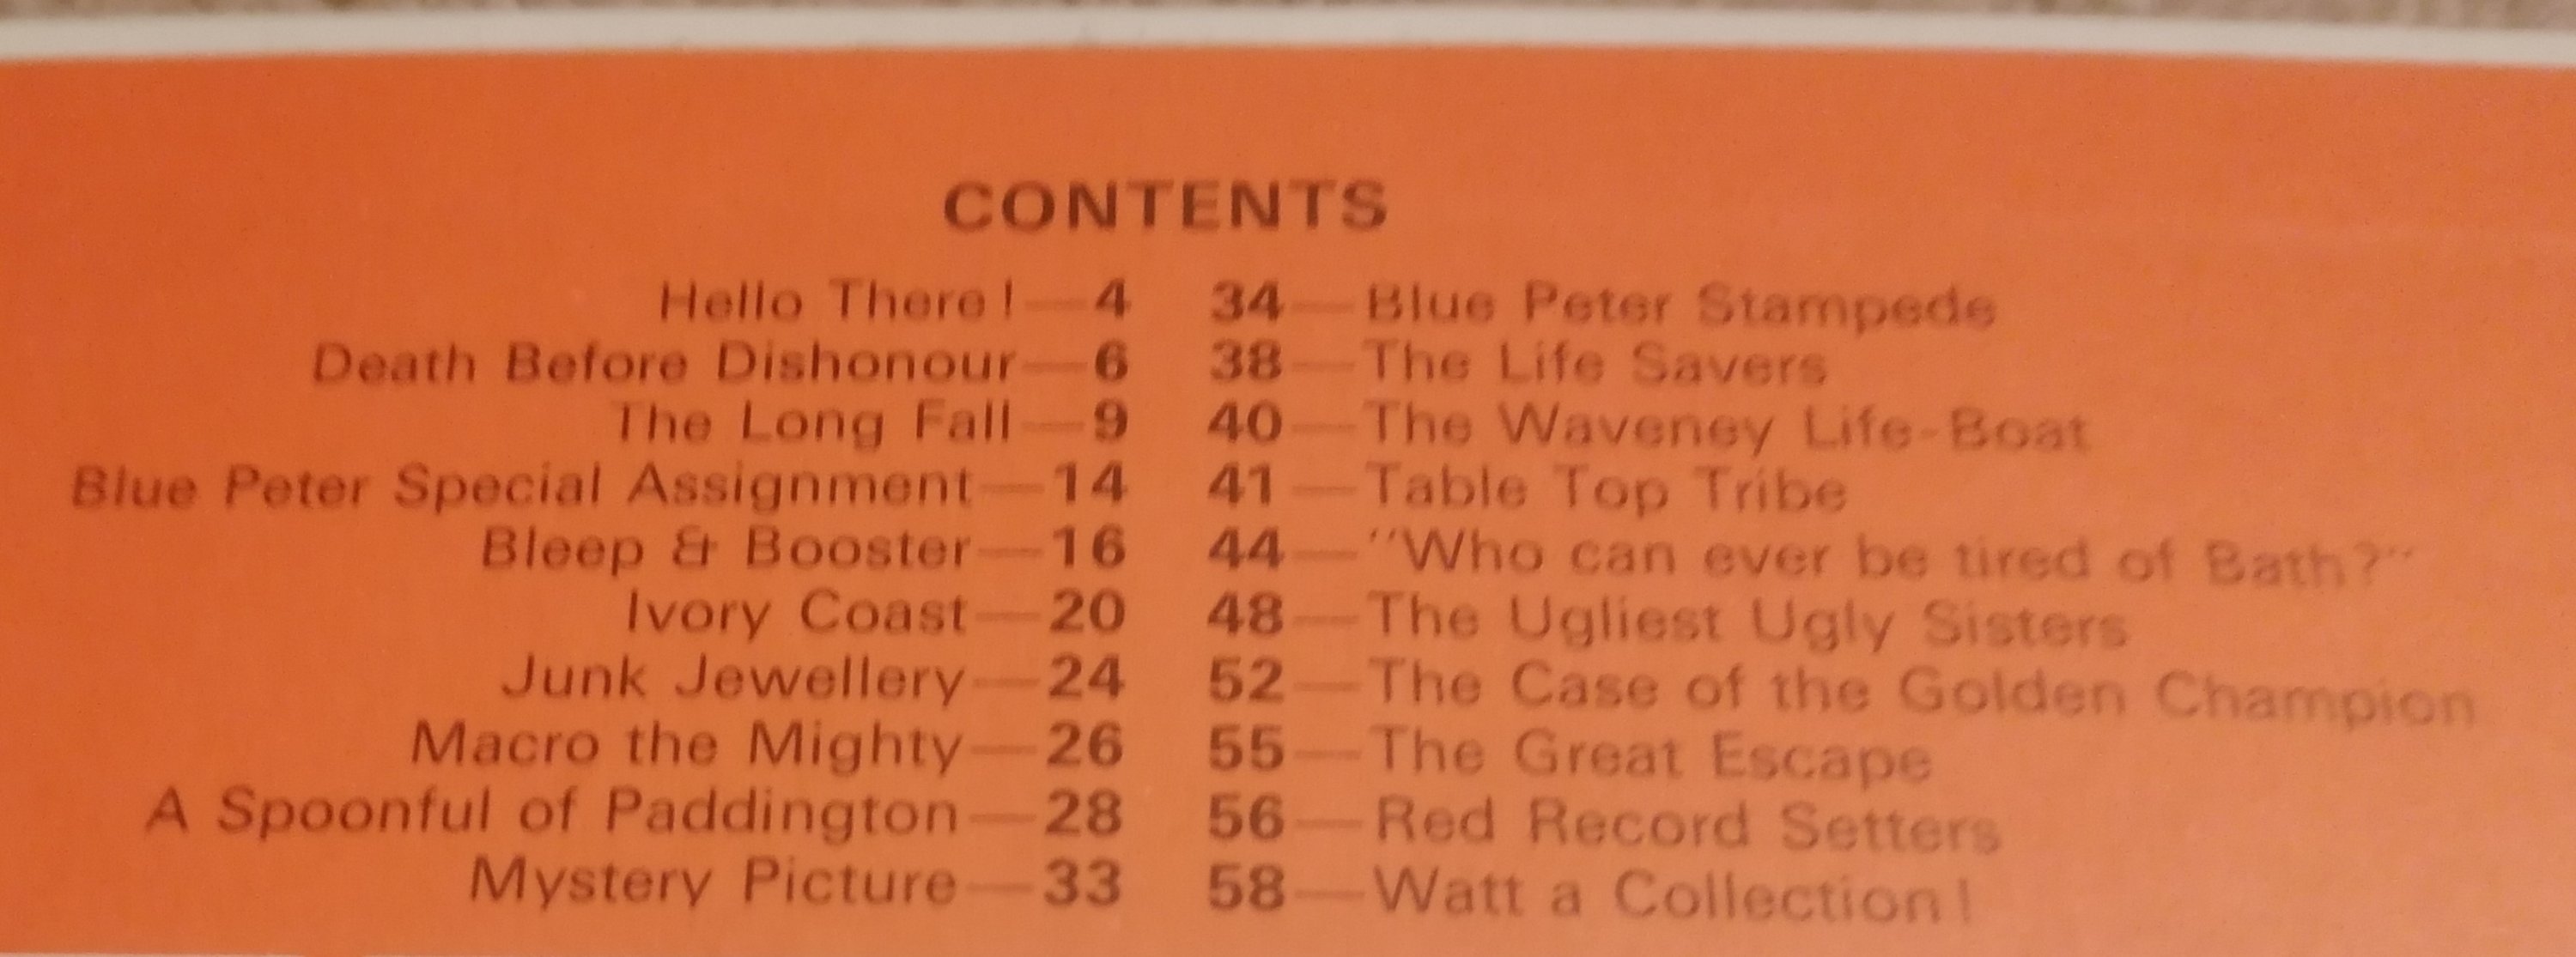 CONTENTS
Hello There!—4
Death Before Dishonour—6
The Long Fall—9
Blue Peter Special Assignment—14
Bleep & Booster—16
Ivory Coast—20
Junk Jewellery—24
Macro the Mighty—26
A Spoonful of Paddington—28
Mystery Picture—33
34—Blue Peter Stampede
38—The Life Savers
40—The Waveney Life-Boat
41—Table Top Tribe
44—"Who can ever be tired of Bath?"
48—The Ugliest Ugly Sisters
52—The Case of the Golden Champion
55—The Great Escape
56—Red Record Setters
58—Watt a Collection!